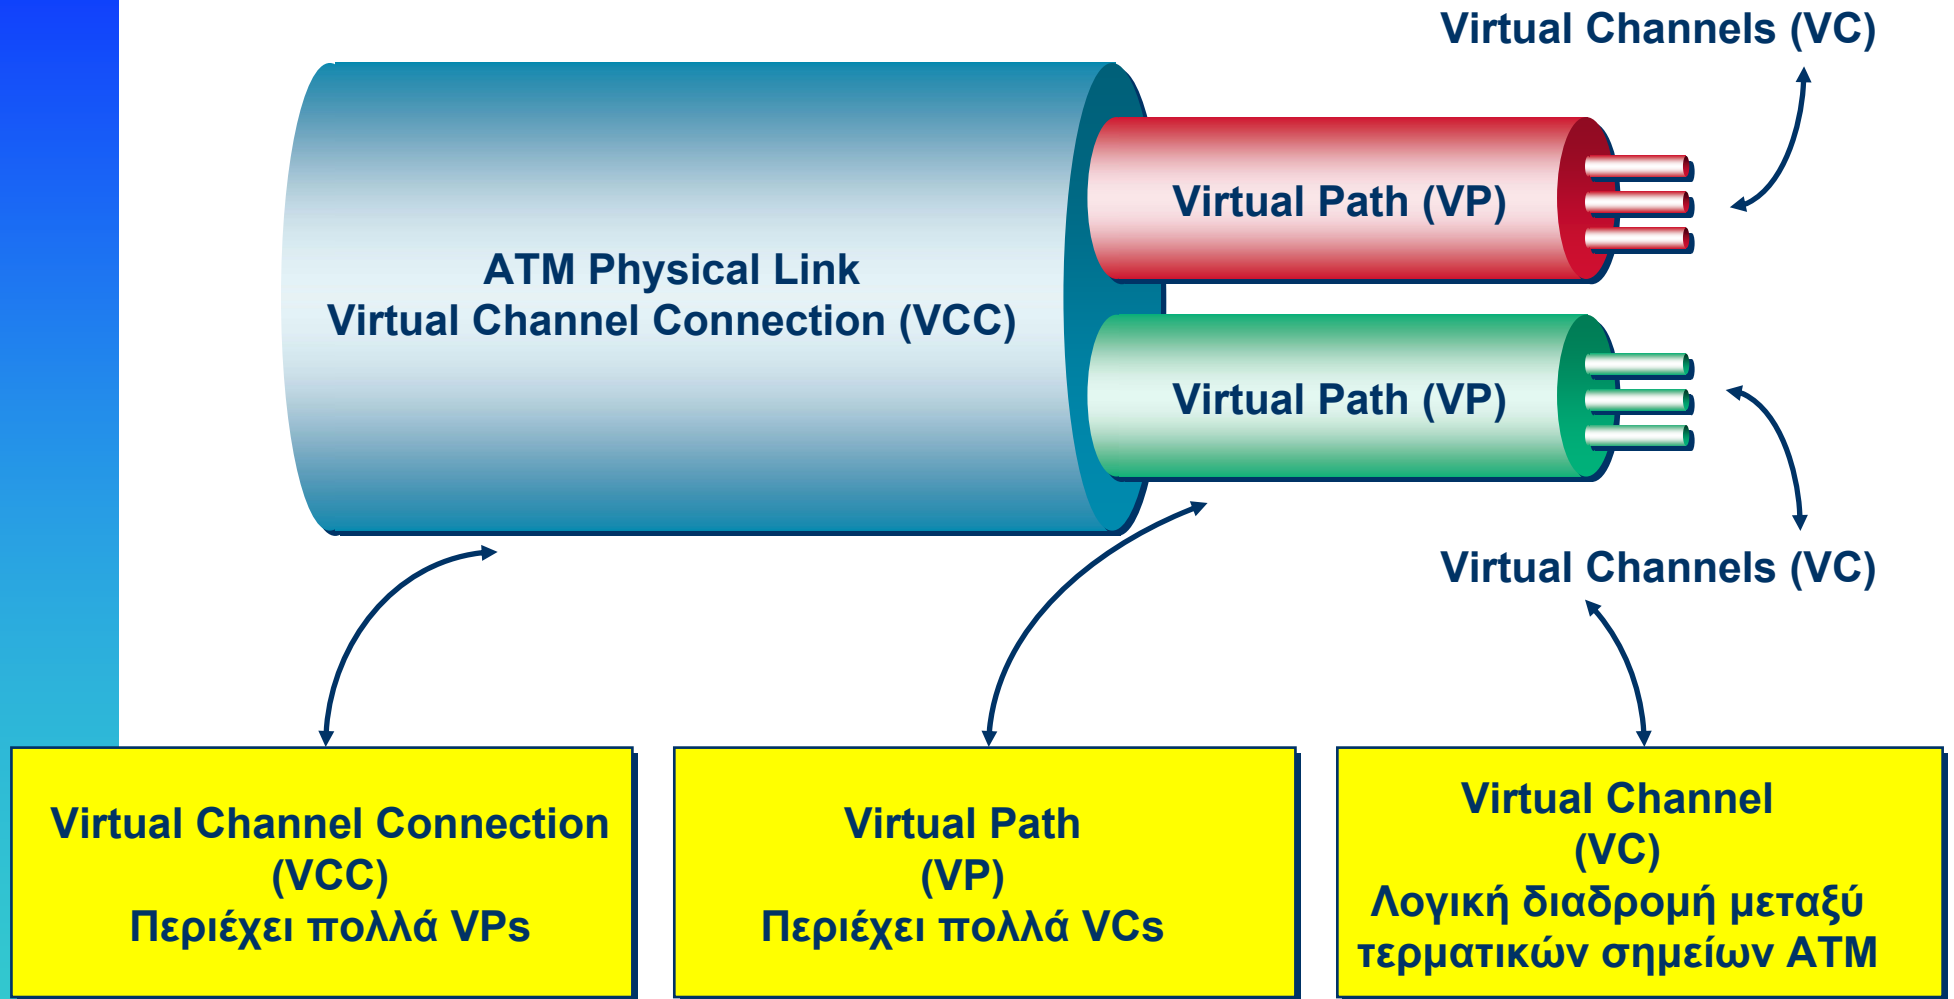 Virtual Channels (VC)
Virtual Path (VP)
ATM Physical Link
Virtual Channel Connection (VCC)
Virtual Path (VP)
Virtual Channels (VC)
Virtual Channel Connection
(VCC)
Περιέχει πολλά VPs
Virtual Path
(VP)
Περιέχει πολλά VCs
Virtual Channel
(VC)
Λογική διαδρομή μεταξύ
τερματικών σημείων ATM